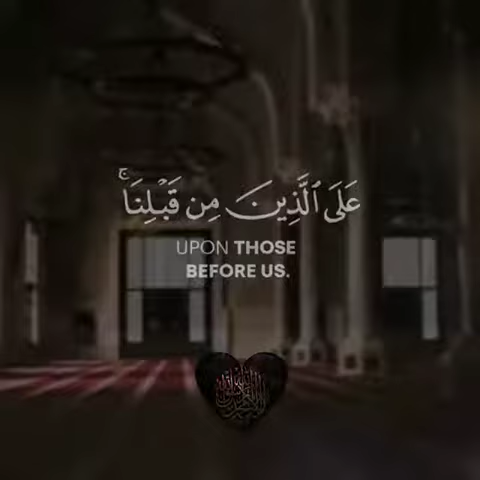 عَلَى ٱلَّذِينَ مِن قَبْلِنَا ۚ
UPON THOSE
BEFORE US.